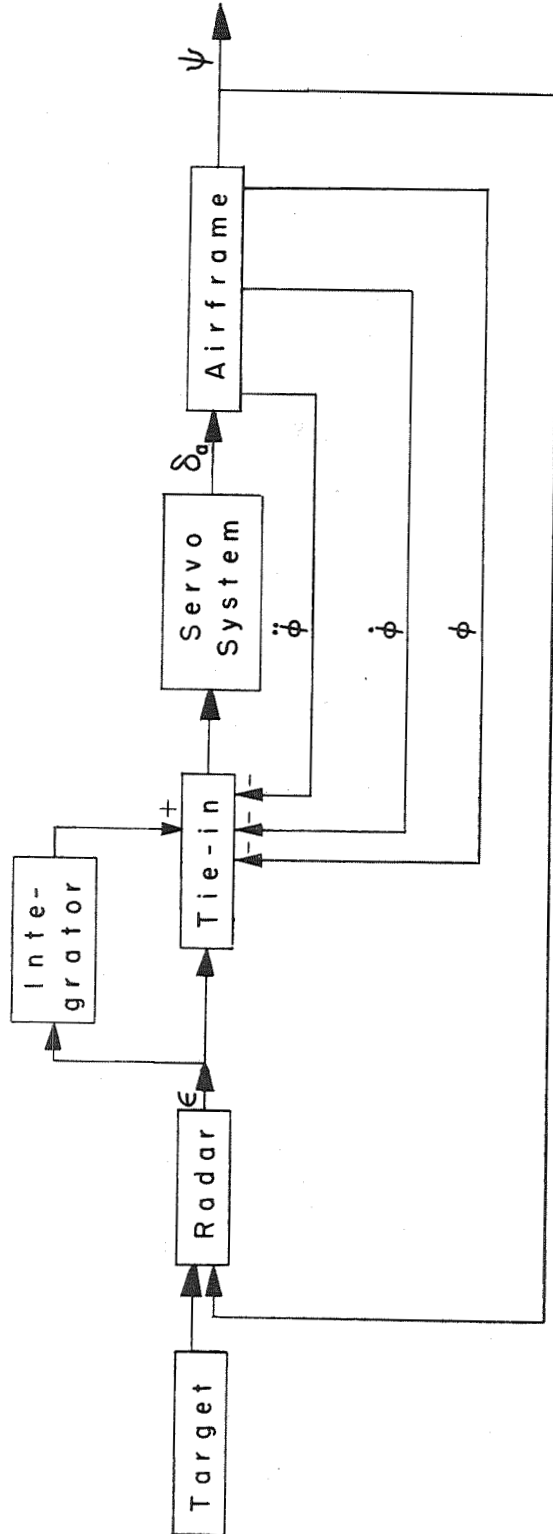 Target
Radar
ϵ
Inte-
grator
+
Tie-in
-
-
-
Servo
System
δa
Airframe
ψ
φ̈
φ̇
φ